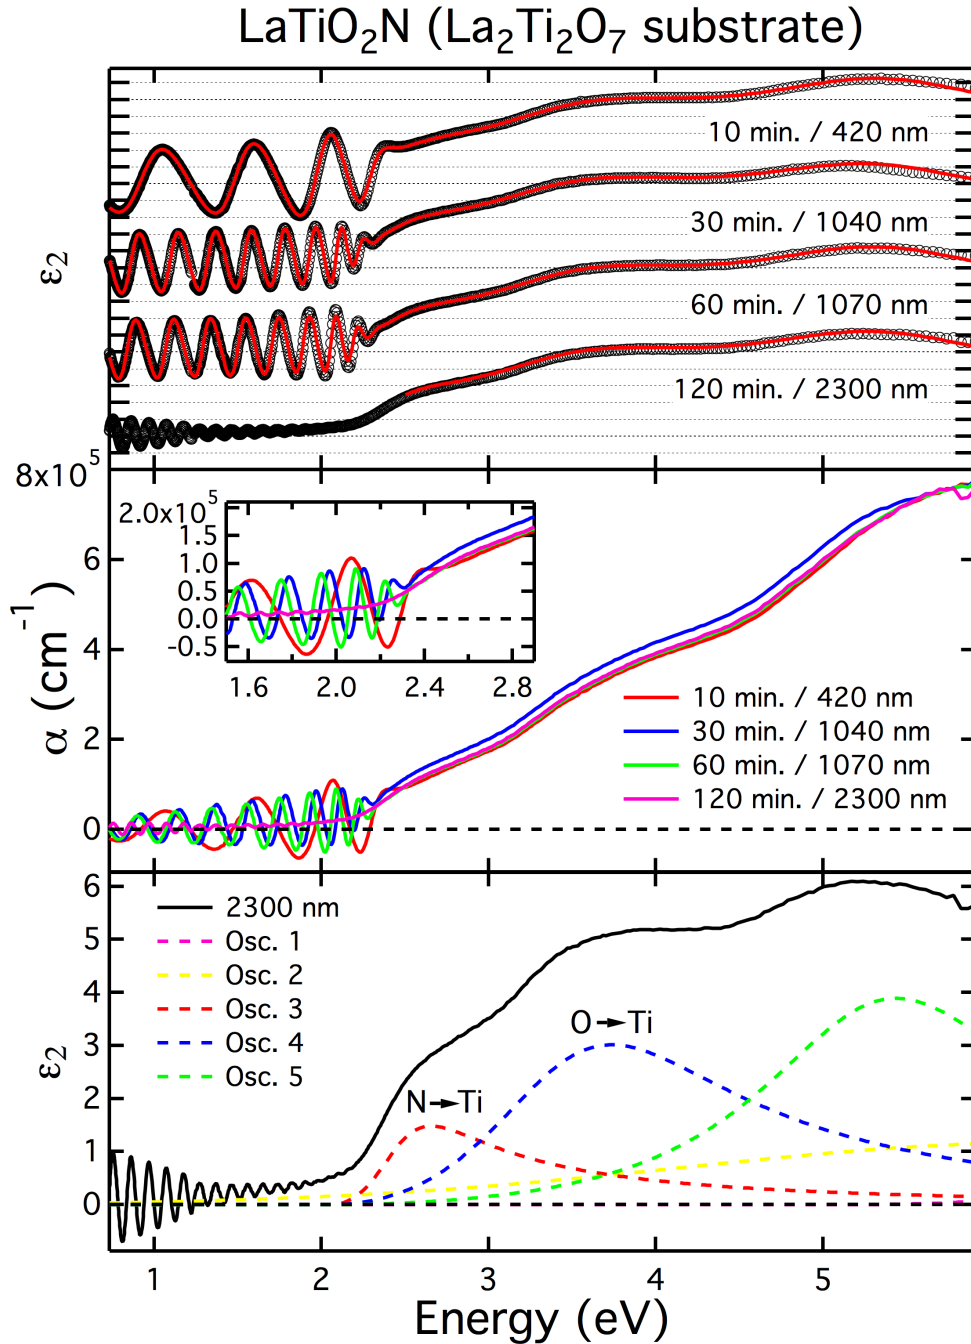 LaTiO2N (La2Ti2O7 substrate)
ε2
10 min. / 420 nm
30 min. / 1040 nm
60 min. / 1070 nm
120 min. / 2300 nm
8x10^5
6
4
2
0
α (cm^-1)
2.0x10^5
1.5
1.0
0.5
0.0
-0.5
1.6
2.0
2.4
2.8
10 min. / 420 nm
30 min. / 1040 nm
60 min. / 1070 nm
120 min. / 2300 nm
6
5
4
3
2
1
0
ε2
2300 nm
Osc. 1
Osc. 2
Osc. 3
Osc. 4
Osc. 5
O→Ti
N→Ti
1
2
3
4
5
Energy (eV)